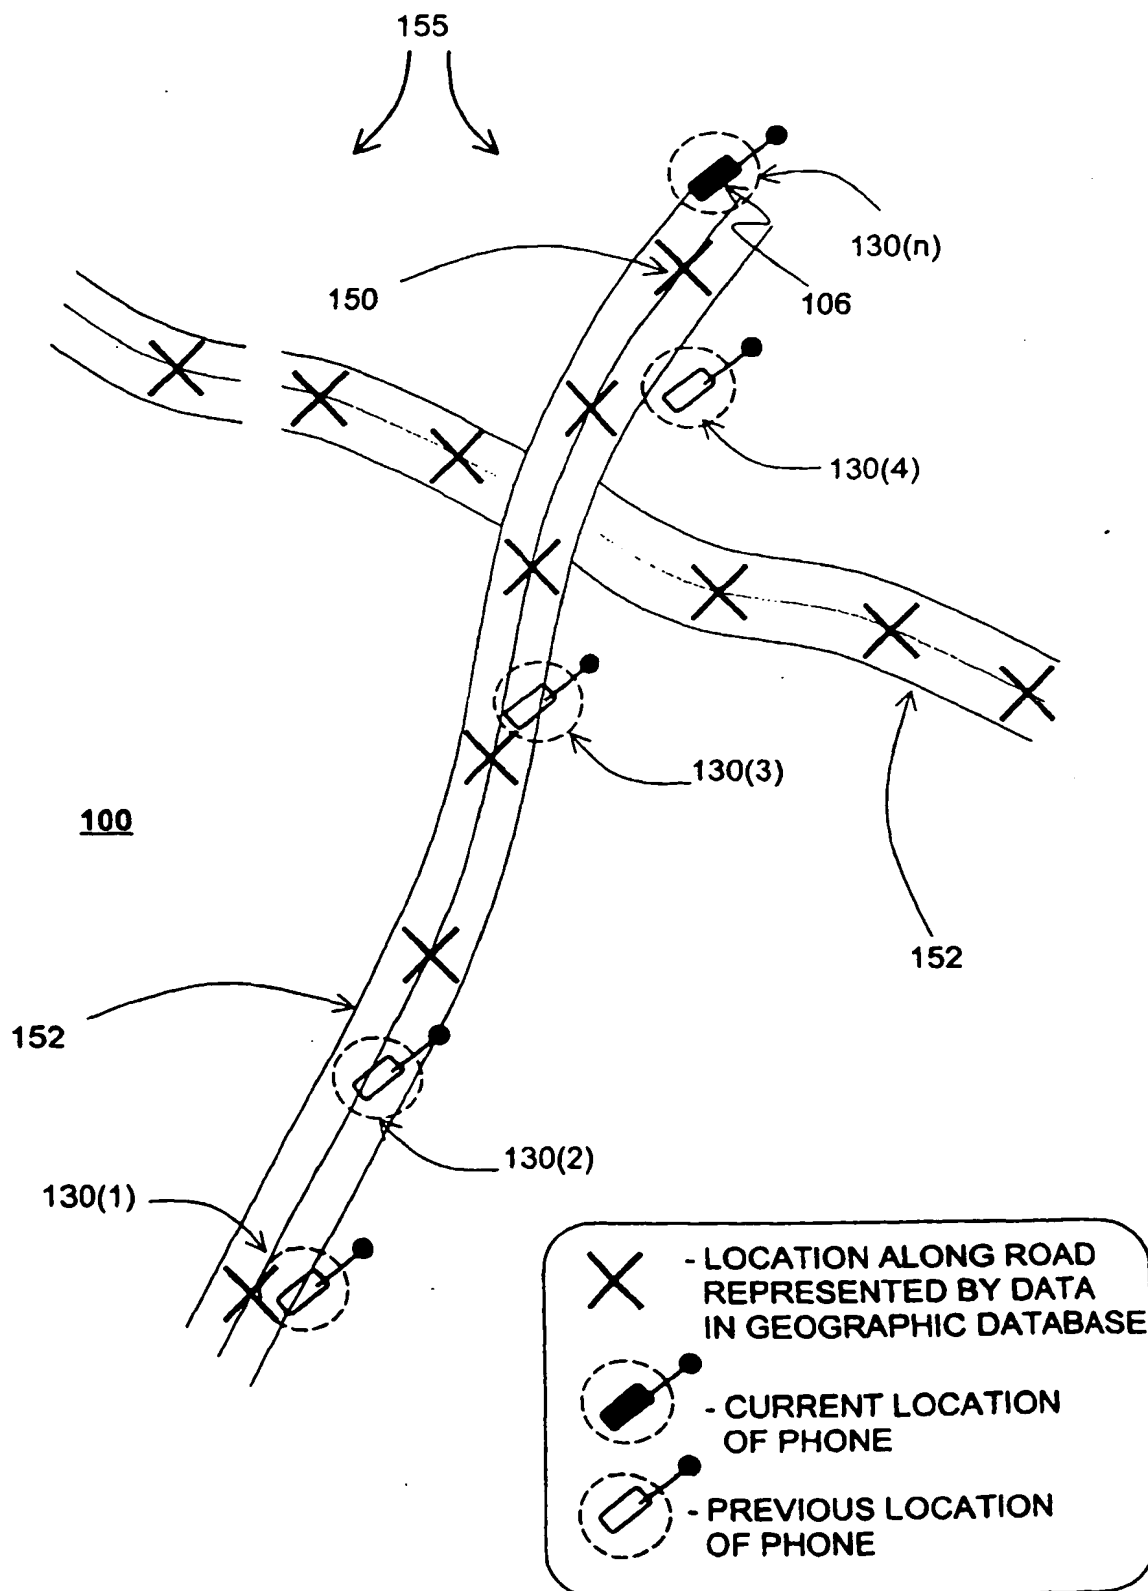 155
130(n)
150
106
130(4)
130(3)
100
152
152
130(2)
130(1)
- LOCATION ALONG ROAD
REPRESENTED BY DATA
IN GEOGRAPHIC DATABASE
- CURRENT LOCATION
OF PHONE
- PREVIOUS LOCATION
OF PHONE